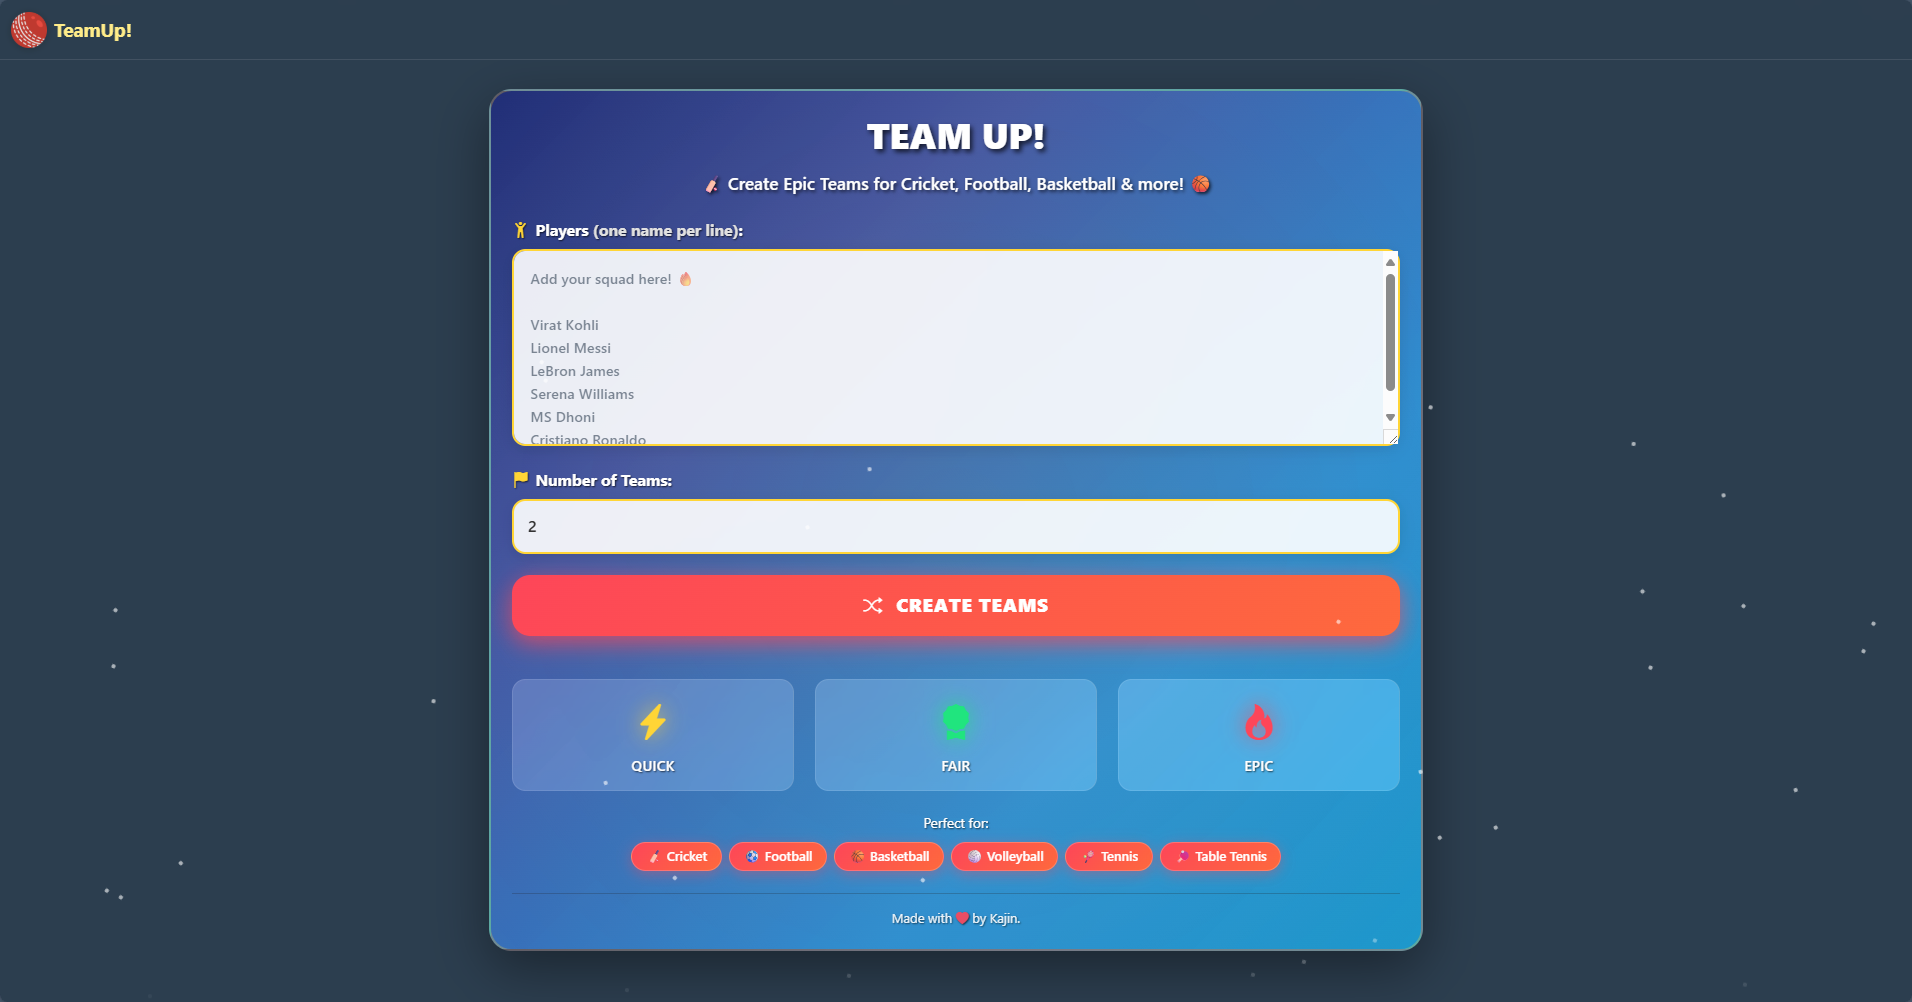 TeamUp!
TEAM UP!
🏏 Create Epic Teams for Cricket, Football, Basketball & more! 🏀
Players (one name per line):
Add your squad here! 🔥
Virat Kohli
Lionel Messi
LeBron James
Serena Williams
MS Dhoni
Cristiano Ronaldo
Number of Teams:
2
CREATE TEAMS
QUICK
FAIR
EPIC
Perfect for:
🏏 Cricket
⚽ Football
🏀 Basketball
🏐 Volleyball
🎾 Tennis
🏓 Table Tennis
Made with ❤️ by Kajin.